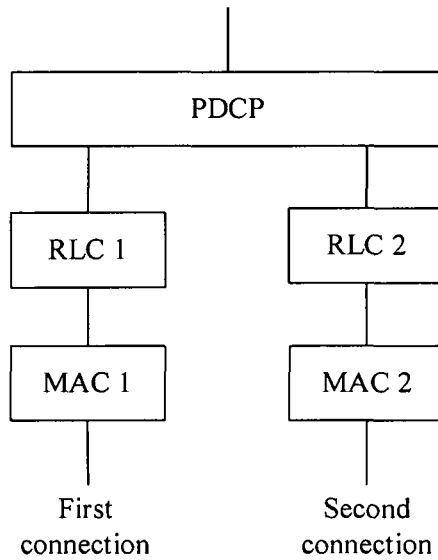 PDCP
RLC 1
RLC 2
MAC 1
MAC 2
First
connection
Second
connection